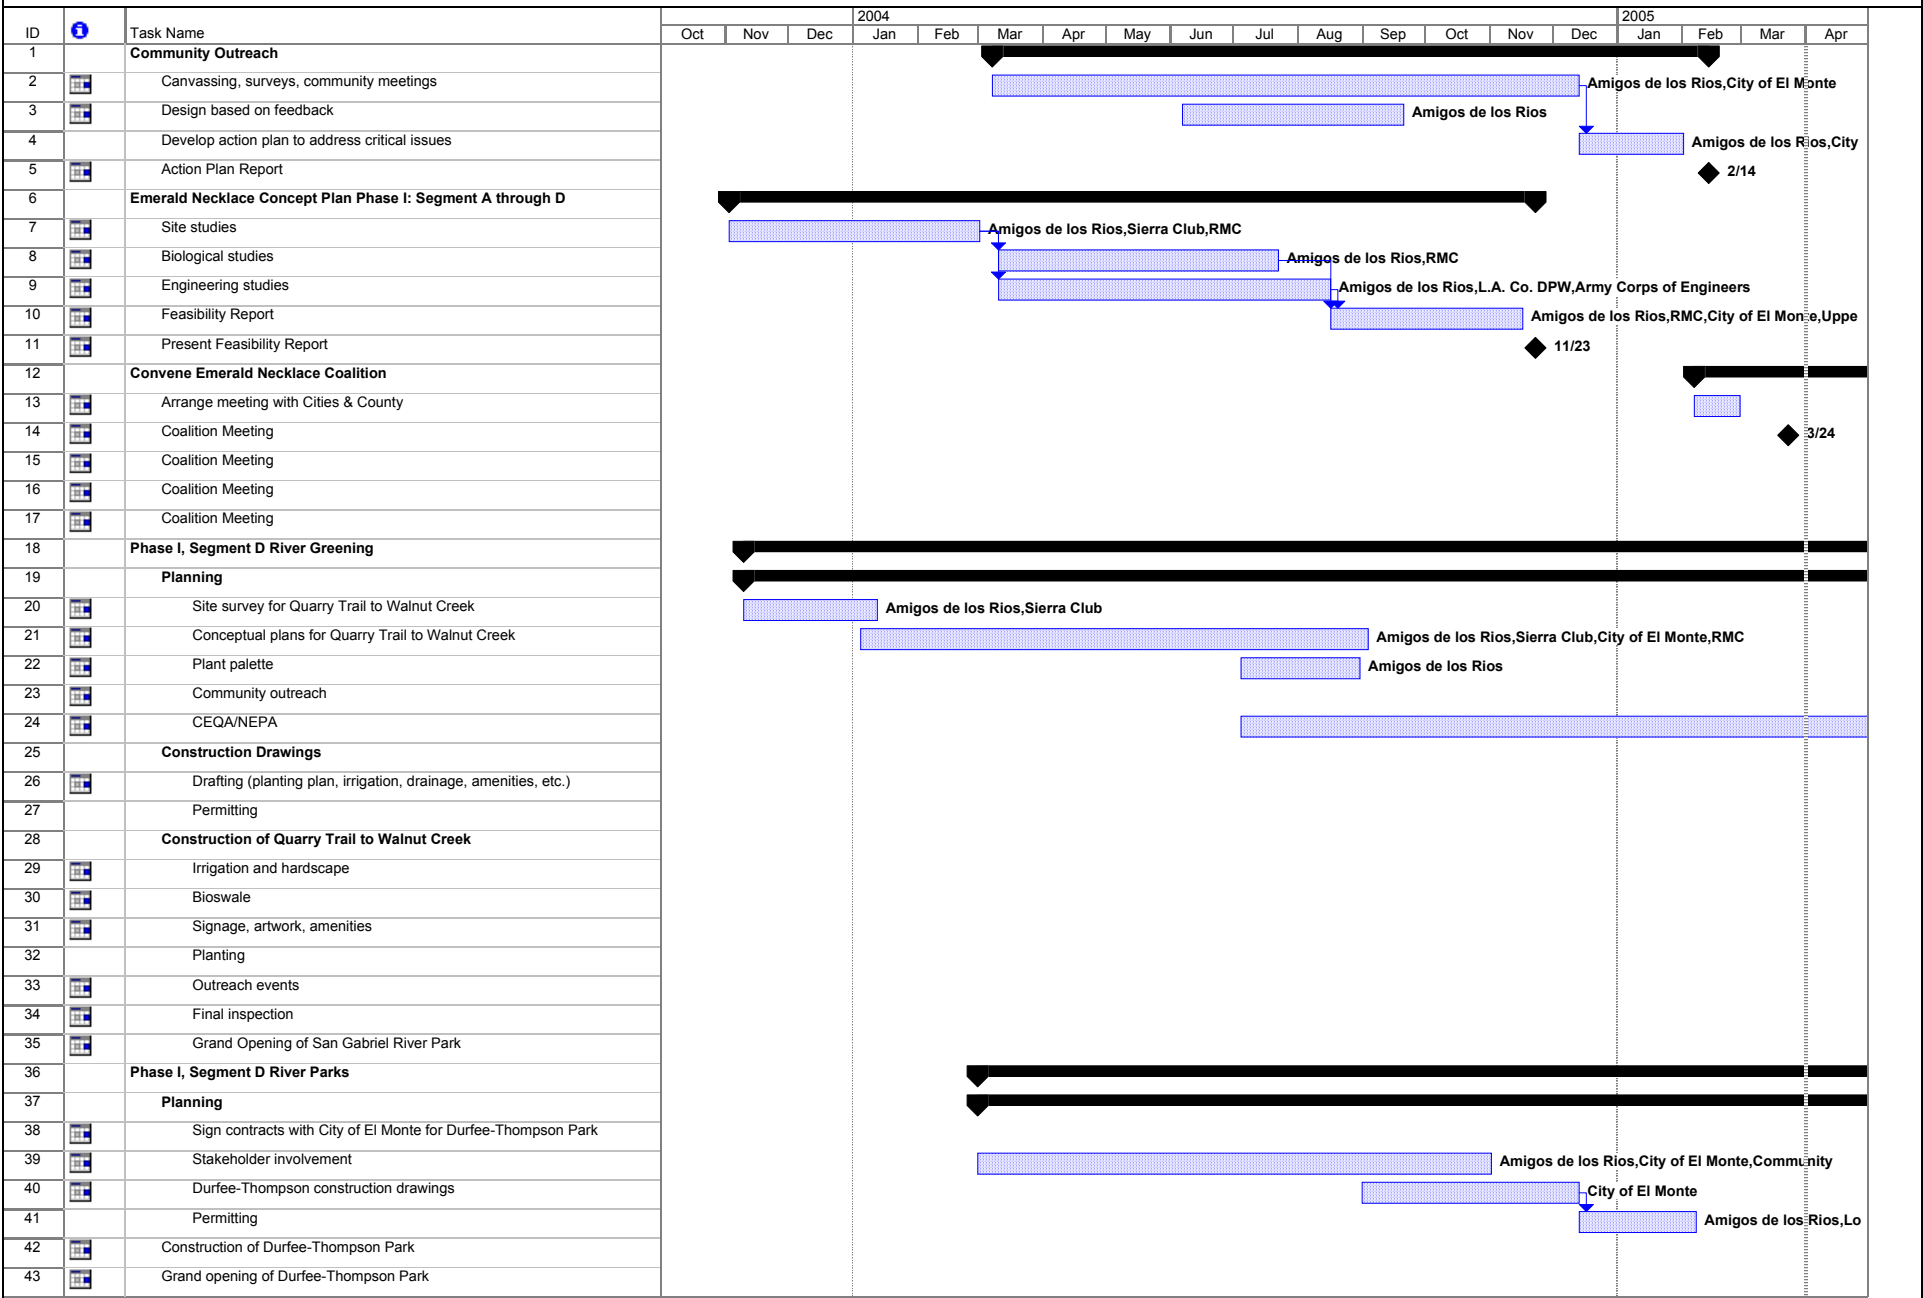 2004 2005
ID Task Name Oct Nov Dec Jan Feb Mar Apr May Jun Jul Aug Sep Oct Nov Dec Jan Feb Mar Apr
1 Community Outreach
2 Canvassing, surveys, community meetings Amigos de los Rios,City of El Monte
3 Design based on feedback Amigos de los Rios
4 Develop action plan to address critical issues Amigos de los Rios,City
5 Action Plan Report 2/14
6 Emerald Necklace Concept Plan Phase I: Segment A through D
7 Site studies Amigos de los Rios,Sierra Club,RMC
8 Biological studies Amigos de los Rios,RMC
9 Engineering studies Amigos de los Rios,L.A. Co. DPW,Army Corps of Engineers
10 Feasibility Report Amigos de los Rios,RMC,City of El Monte,Uppe
11 Present Feasibility Report 11/23
12 Convene Emerald Necklace Coalition
13 Arrange meeting with Cities & County
14 Coalition Meeting 3/24
15 Coalition Meeting
16 Coalition Meeting
17 Coalition Meeting
18 Phase I, Segment D River Greening
19 Planning
20 Site survey for Quarry Trail to Walnut Creek Amigos de los Rios,Sierra Club
21 Conceptual plans for Quarry Trail to Walnut Creek Amigos de los Rios,Sierra Club,City of El Monte,RMC
22 Plant palette Amigos de los Rios
23 Community outreach
24 CEQA/NEPA
25 Construction Drawings
26 Drafting (planting plan, irrigation, drainage, amenities, etc.)
27 Permitting
28 Construction of Quarry Trail to Walnut Creek
29 Irrigation and hardscape
30 Bioswale
31 Signage, artwork, amenities
32 Planting
33 Outreach events
34 Final inspection
35 Grand Opening of San Gabriel River Park
36 Phase I, Segment D River Parks
37 Planning
38 Sign contracts with City of El Monte for Durfee-Thompson Park
39 Stakeholder involvement Amigos de los Rios,City of El Monte,Community
40 Durfee-Thompson construction drawings City of El Monte
41 Permitting Amigos de los Rios,Lo
42 Construction of Durfee-Thompson Park
43 Grand opening of Durfee-Thompson Park